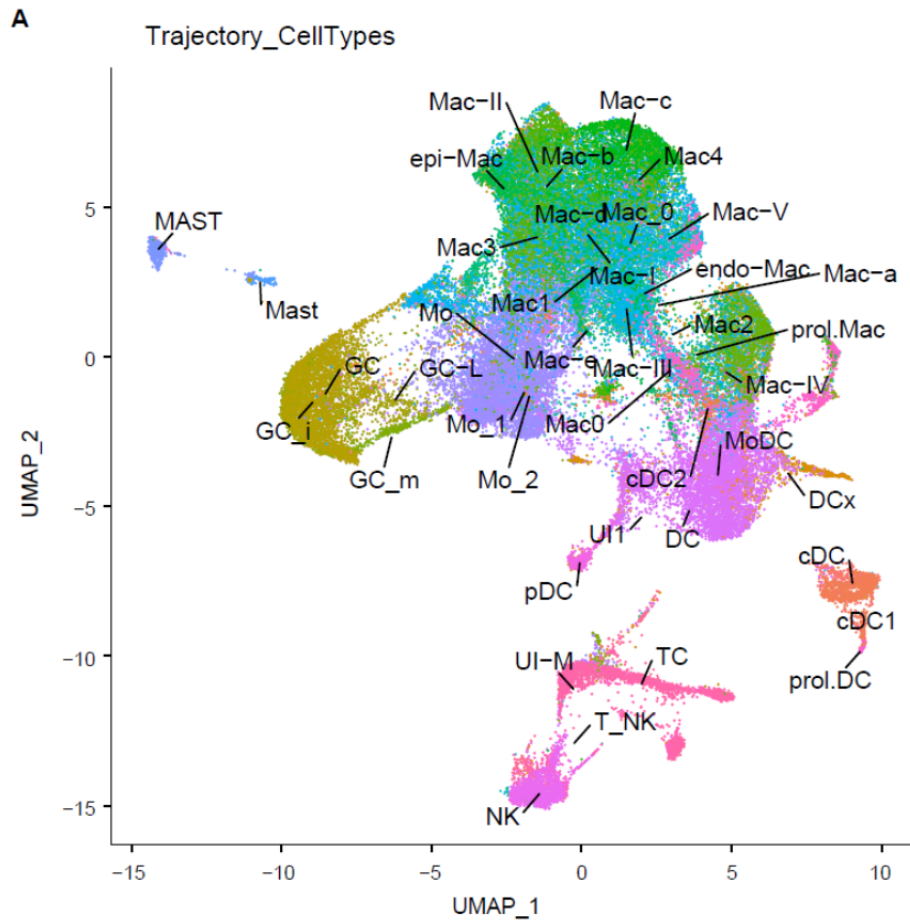 A
Trajectory_CellTypes
Mac−II
Mac−c
epi−Mac
Mac−b
Mac4
MAST
Mac−d
Mac_0
Mac−V
Mac3
Mac−I
endo−Mac
Mac−a
Mast
Mo
Mac1
Mac2
prol.Mac
GC
GC−L
Mac−e
Mac−III
Mac−IV
GC_i
Mo_1
Mac0
MoDC
GC_m
Mo_2
cDC2
DCx
UI1
DC
cDC
pDC
cDC1
UI−M
TC
prol.DC
T_NK
NK
5
0
−5
−10
−15
UMAP_2
−15
−10
−5
0
5
10
UMAP_1